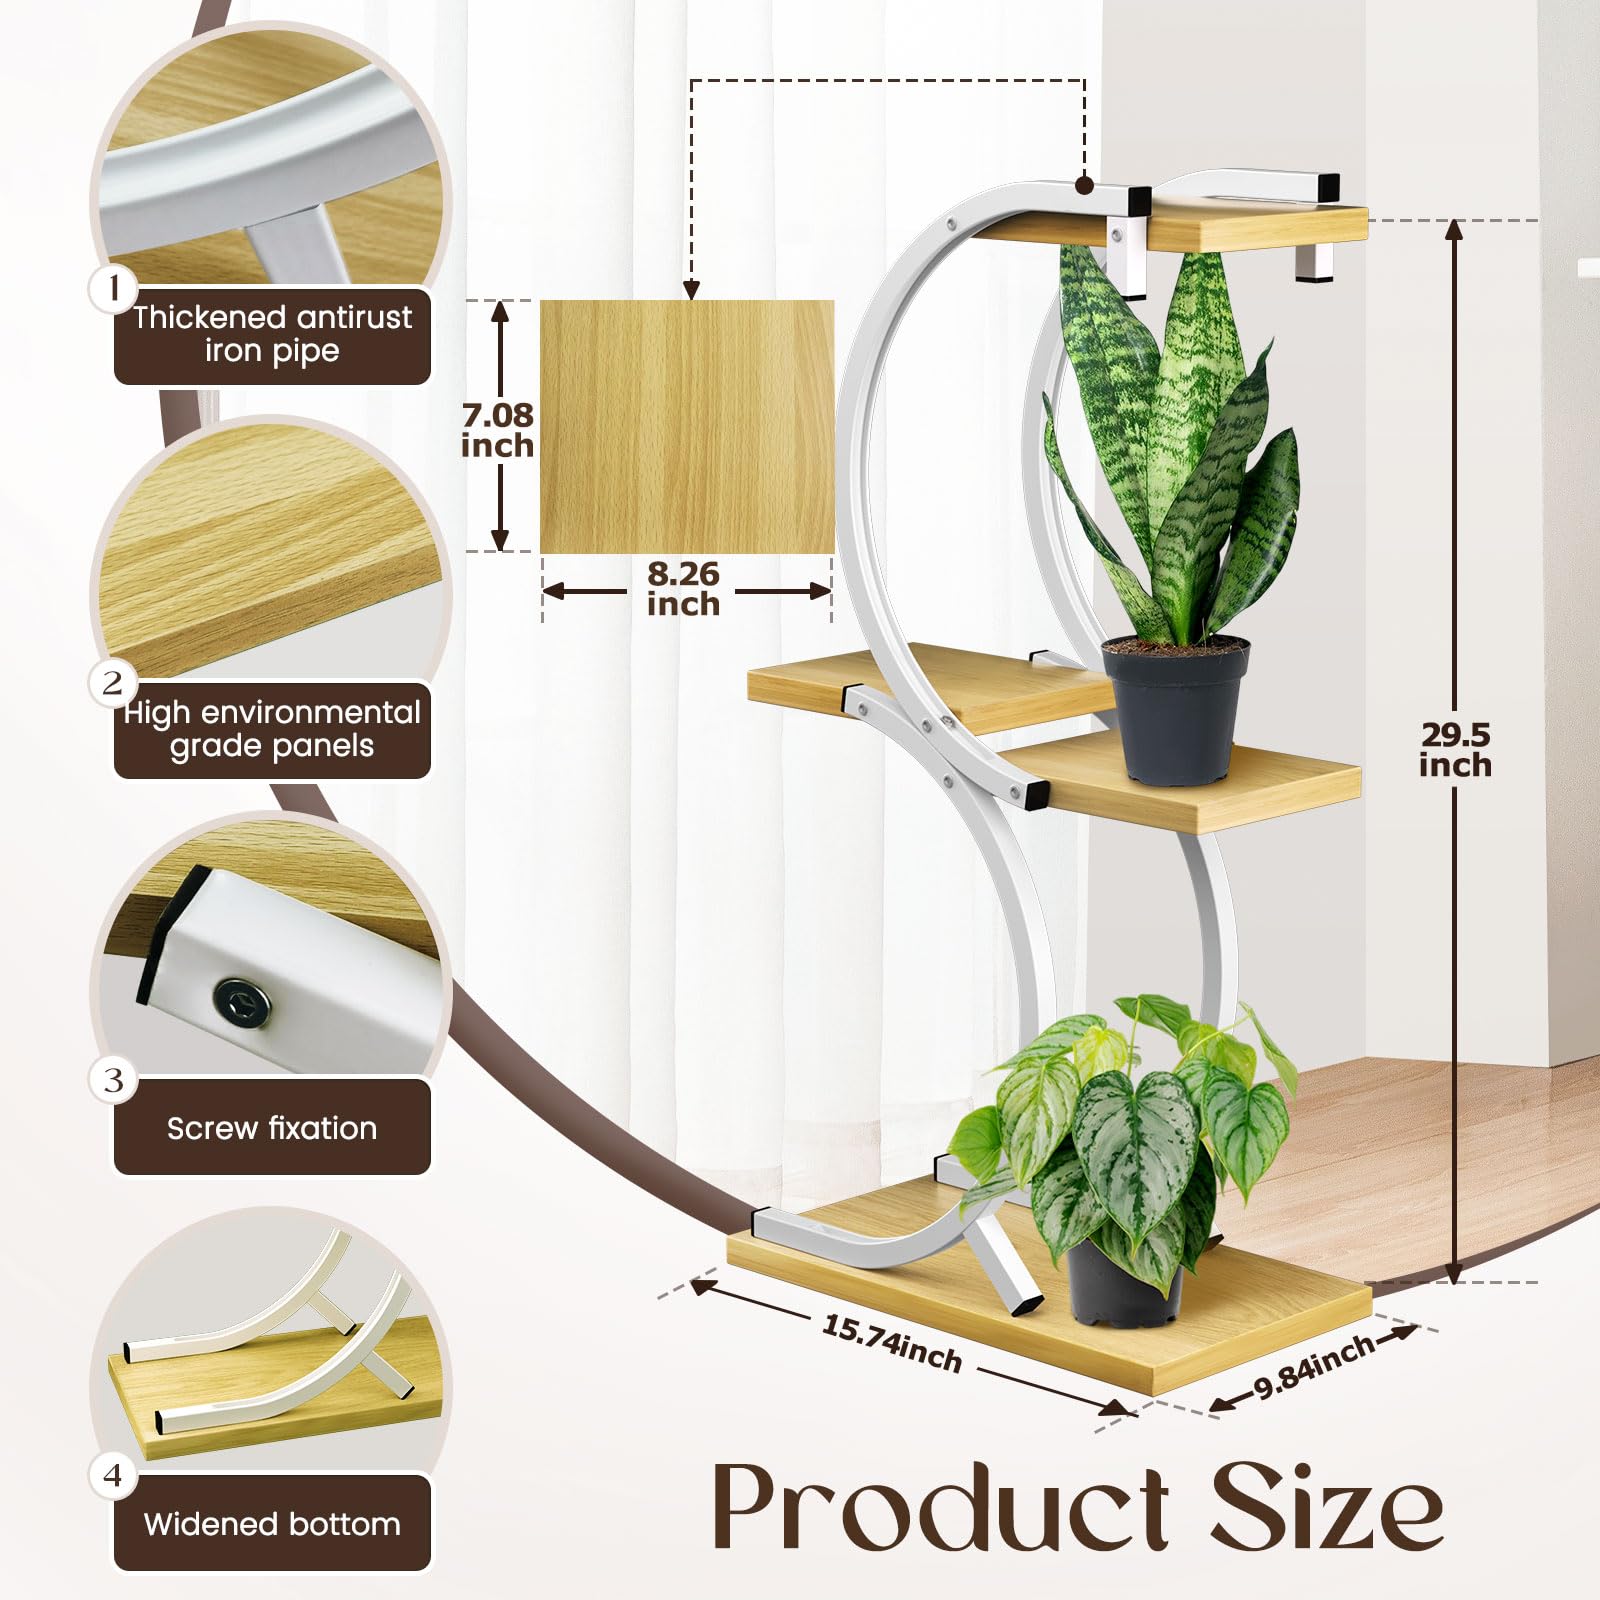 1
Thickened antirust
iron pipe
2
High environmental
grade panels
3
Screw fixation
4
Widened bottom
7.08
inch
8.26
inch
29.5
inch
15.74inch
9.84inch
Product Size